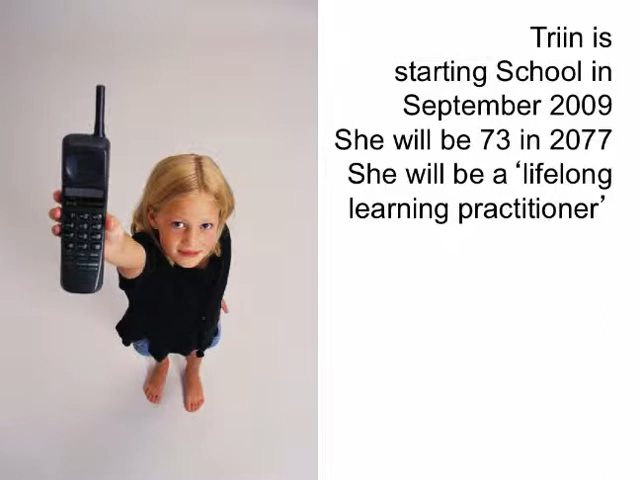 Triin is
starting School in
September 2009
She will be 73 in 2077
She will be a ‘lifelong
learning practitioner’